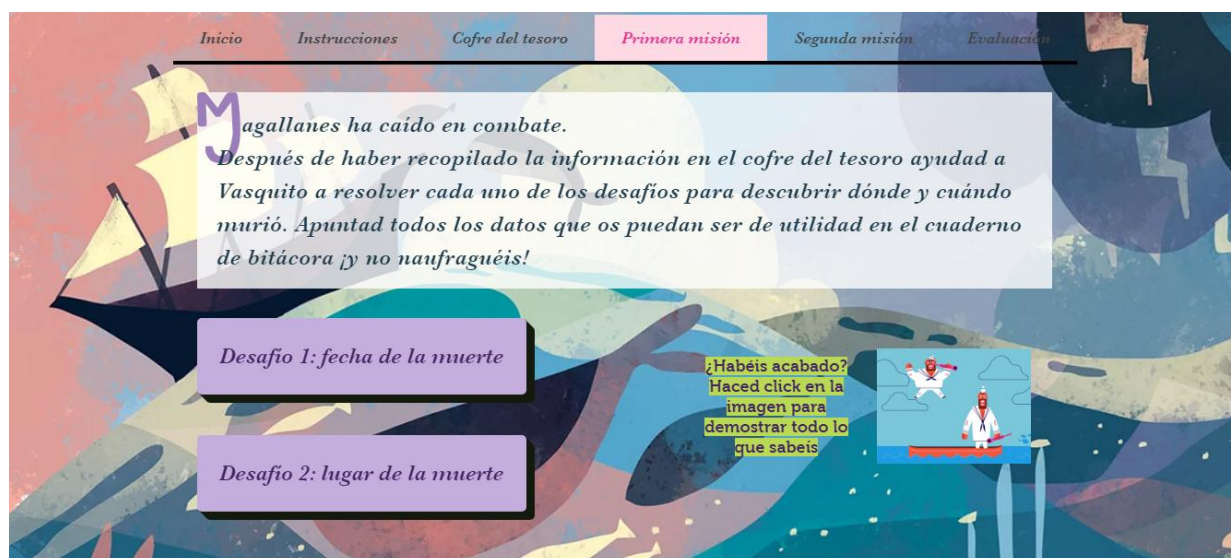 Inicio
Instrucciones
Cofre del tesoro
Primera misión
Segunda misión
Evaluación
Magallanes ha caído en combate.
Después de haber recopilado la información en el cofre del tesoro ayudad a
Vasquito a resolver cada uno de los desafíos para descubrir dónde y cuándo
murió. Apuntad todos los datos que os puedan ser de utilidad en el cuaderno
de bitácora ¡y no naufraguéis!
Desafío 1: fecha de la muerte
Desafío 2: lugar de la muerte
¿Habéis acabado?
Haced click en la
imagen para
demostrar todo lo
que sabeís